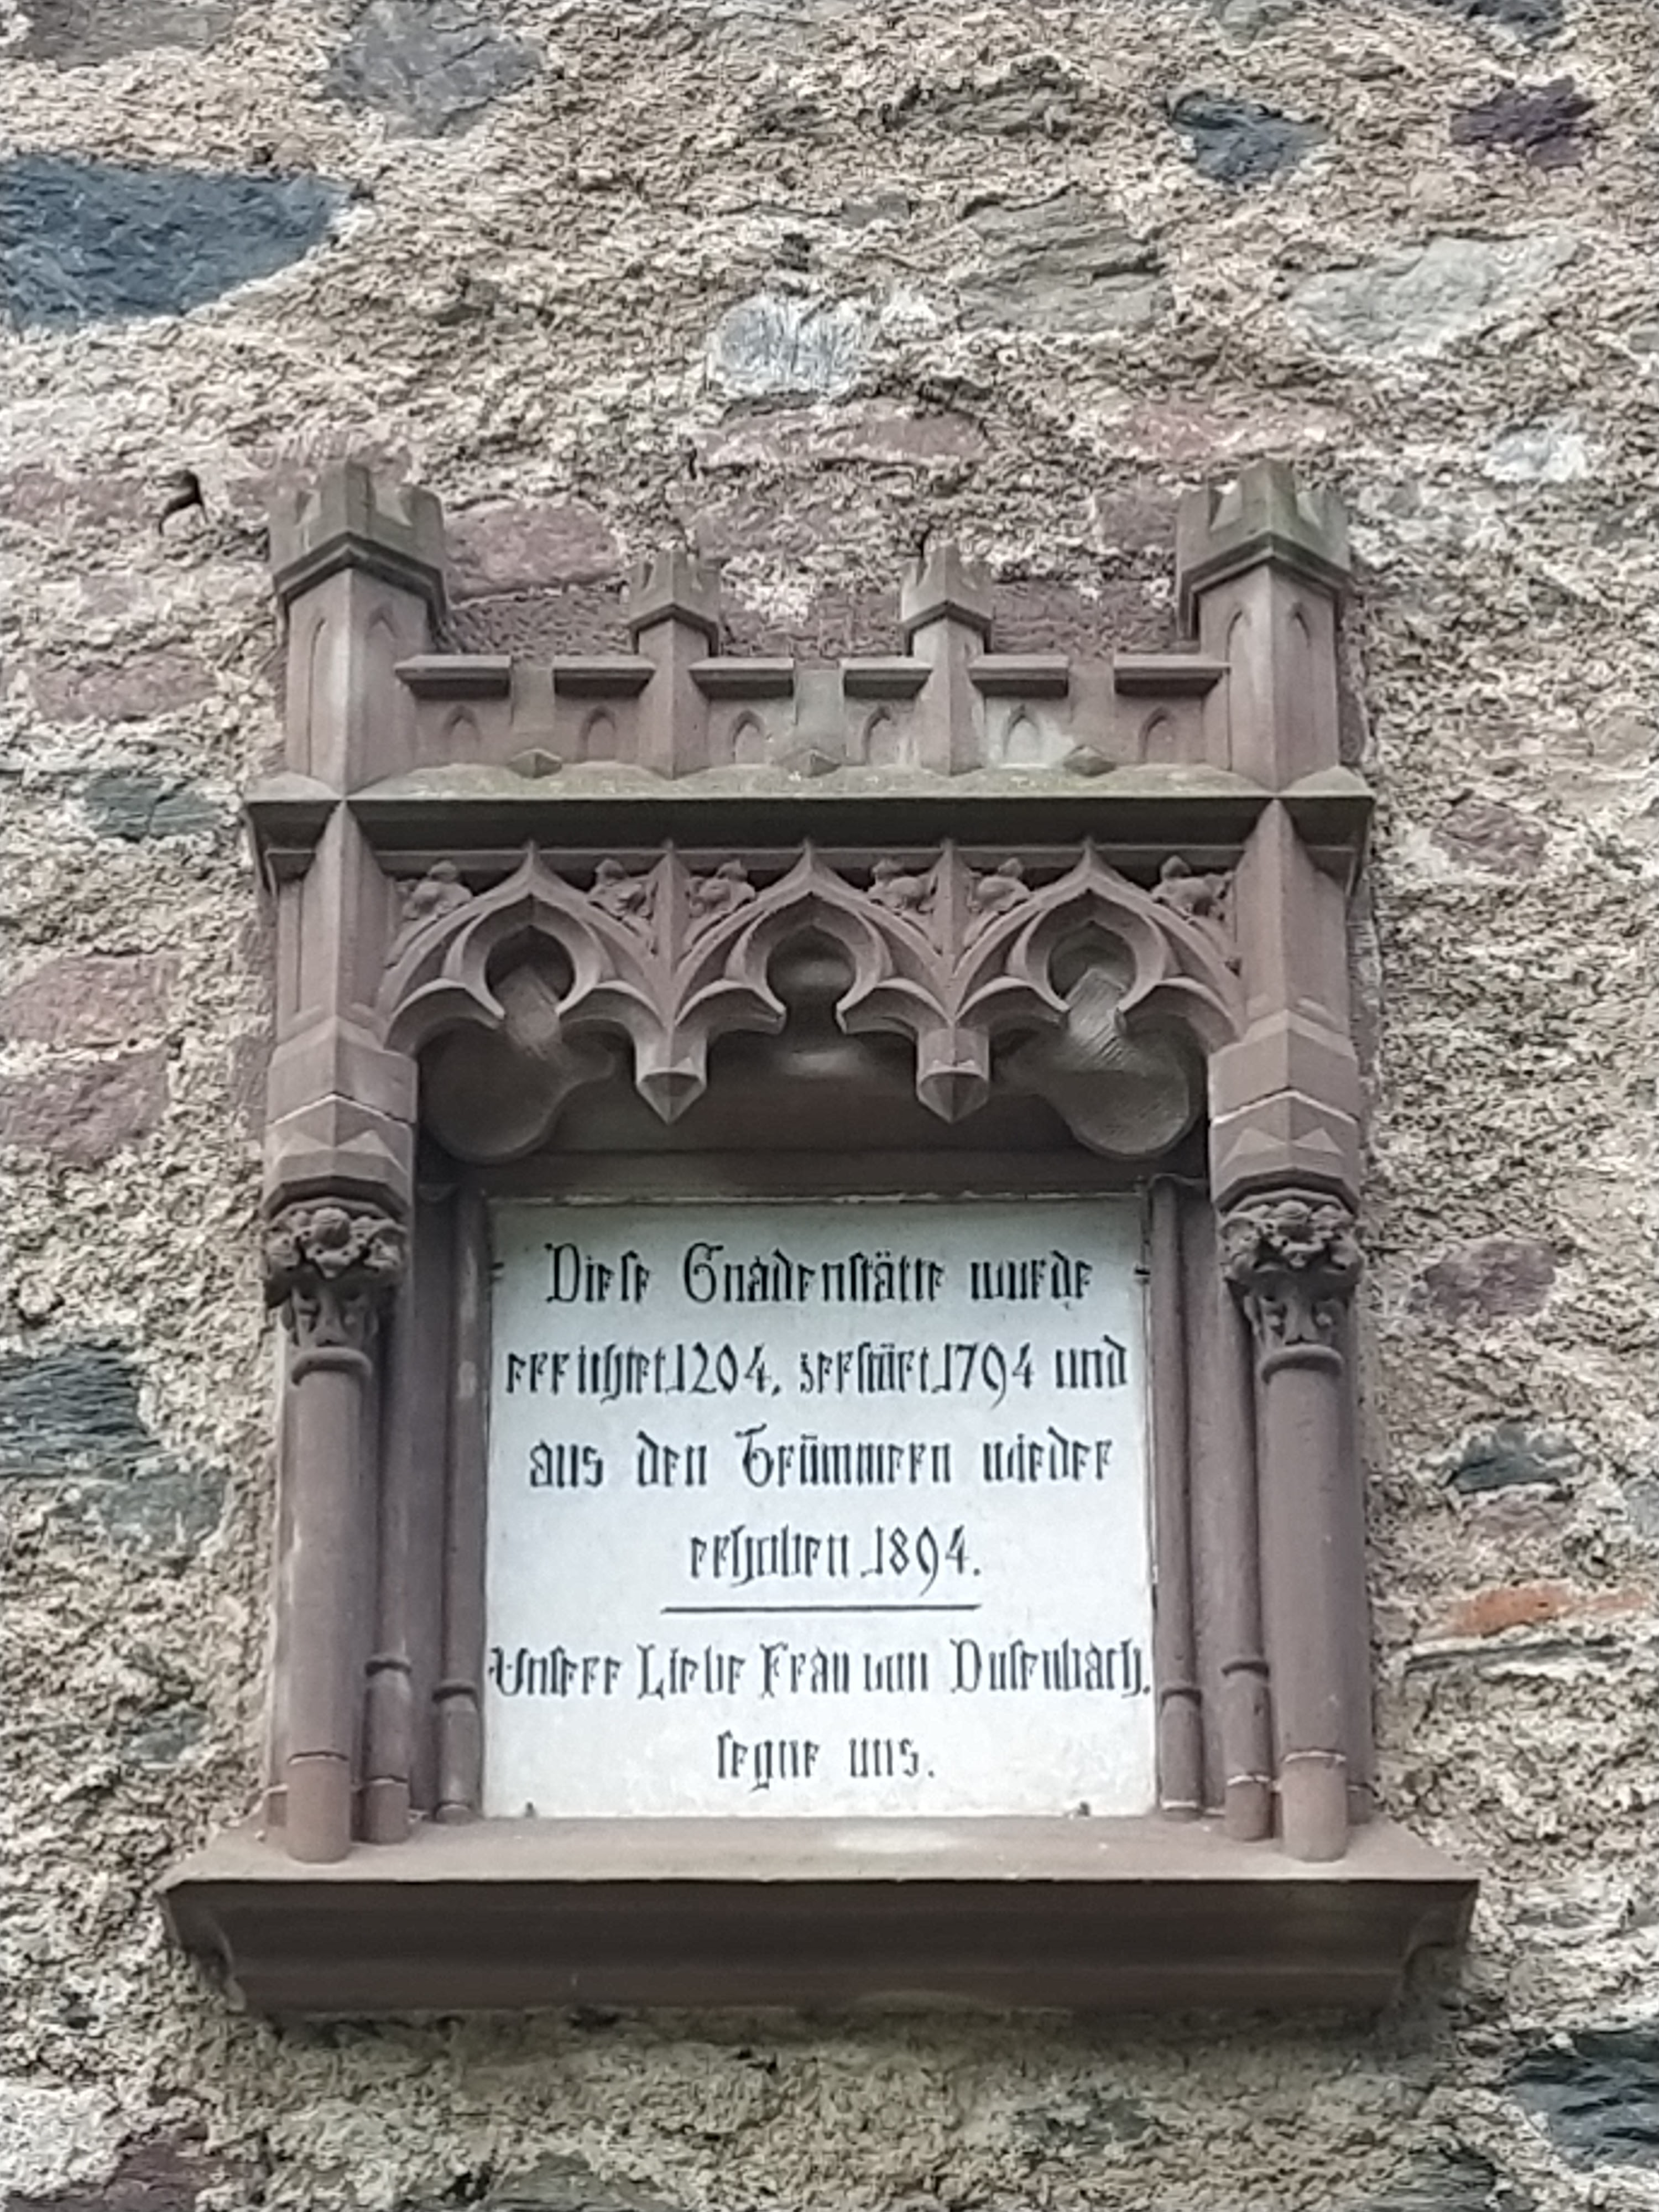 Diese Gnadenstätte wurde
errichtet 1204, zerstört 1794 und
aus den Trümmern wieder
erhoben 1894.
Unsere Liebe Frau von Dusenbach,
segne uns.